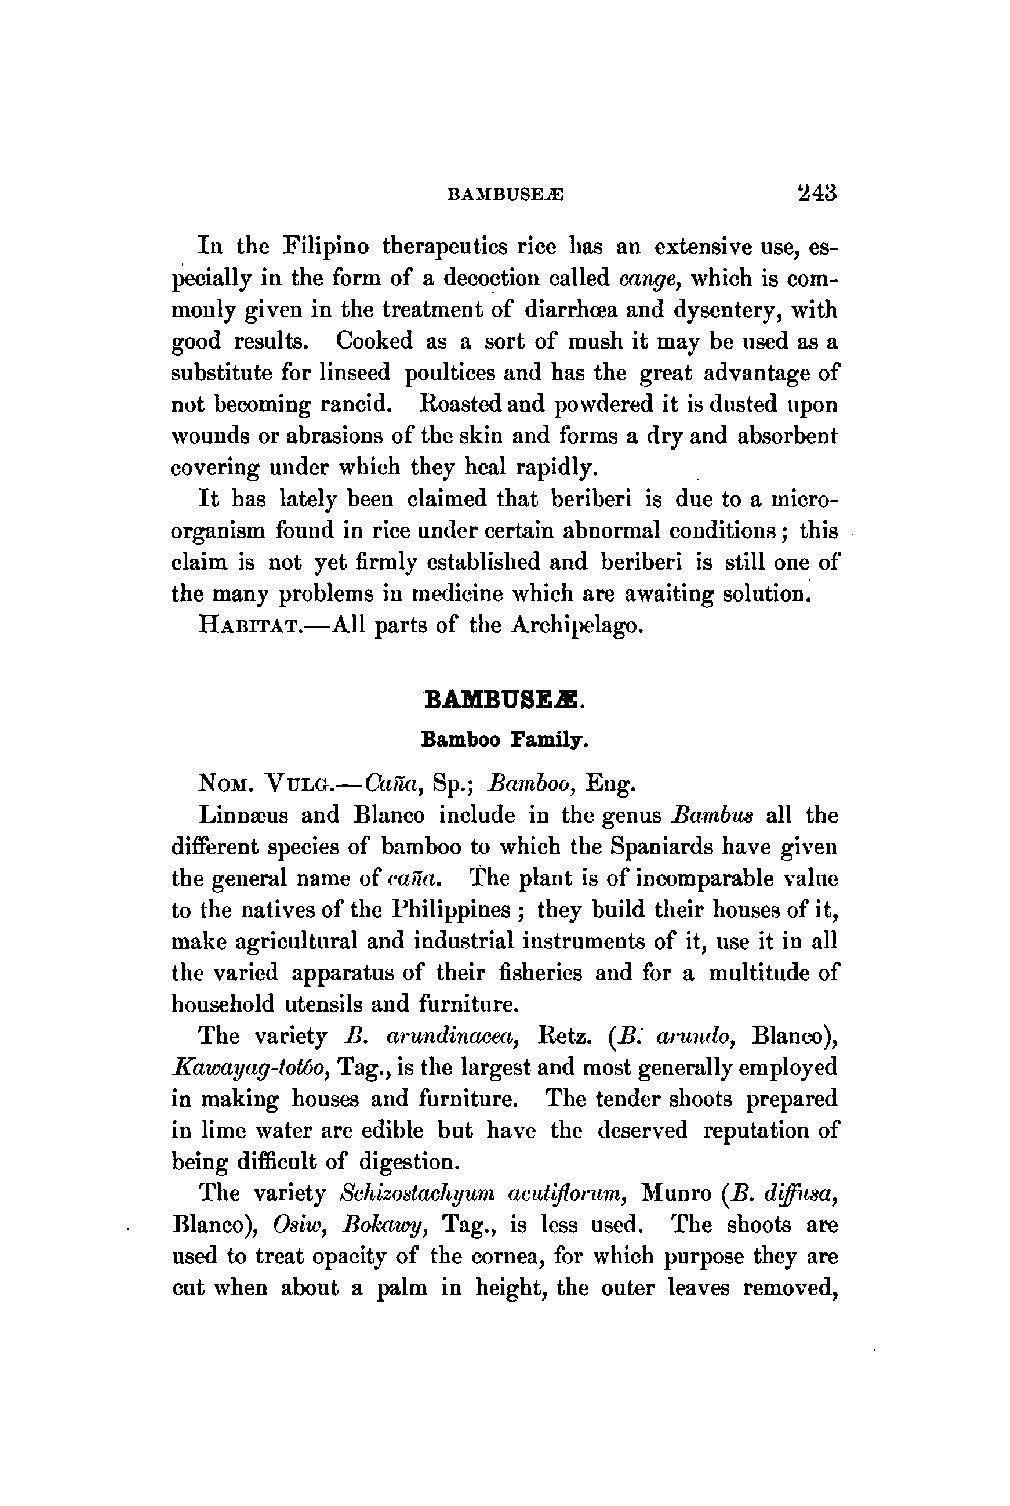 BAMBUSEÆ 243
In the Filipino therapeutics rice has an extensive use, es-
pecially in the form of a decoction called cange, which is com-
monly given in the treatment of diarrhœa and dysentery, with
good results. Cooked as a sort of mush it may be used as a
substitute for linseed poultices and has the great advantage of
not becoming rancid. Roasted and powdered it is dusted upon
wounds or abrasions of the skin and forms a dry and absorbent
covering under which they heal rapidly.
It has lately been claimed that beriberi is due to a micro-
organism found in rice under certain abnormal conditions; this
claim is not yet firmly established and beriberi is still one of
the many problems in medicine which are awaiting solution.
HABITAT.—All parts of the Archipelago.
BAMBUSEÆ.
Bamboo Family.
NOM. VULG.—Caña, Sp.; Bamboo, Eng.
Linnæus and Blanco include in the genus Bambus all the
different species of bamboo to which the Spaniards have given
the general name of caña. The plant is of incomparable value
to the natives of the Philippines; they build their houses of it,
make agricultural and industrial instruments of it, use it in all
the varied apparatus of their fisheries and for a multitude of
household utensils and furniture.
The variety B. arundinacea, Retz. (B. arundo, Blanco),
Kawayag-totóo, Tag., is the largest and most generally employed
in making houses and furniture. The tender shoots prepared
in lime water are edible but have the deserved reputation of
being difficult of digestion.
The variety Schizostachyum acutiflorum, Munro (B. diffusa,
Blanco), Osiw, Bokawy, Tag., is less used. The shoots are
used to treat opacity of the cornea, for which purpose they are
cut when about a palm in height, the outer leaves removed,